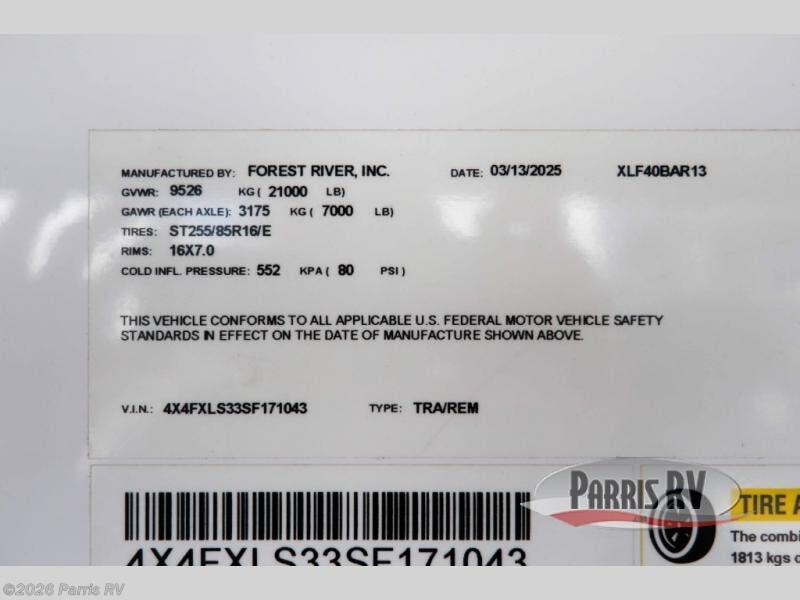 MANUFACTURED BY: FOREST RIVER, INC. DATE: 03/13/2025 XLF40BAR13
GVWR: 9526 KG ( 21000 LB)
GAWR (EACH AXLE): 3175 KG ( 7000 LB)
TIRES: ST255/85R16/E
RIMS: 16X7.0
COLD INFL. PRESSURE: 552 KPA ( 80 PSI )
THIS VEHICLE CONFORMS TO ALL APPLICABLE U.S. FEDERAL MOTOR VEHICLE SAFETY
STANDARDS IN EFFECT ON THE DATE OF MANUFACTURE SHOWN ABOVE.
V.I.N.: 4X4FXLS33SF171043 TYPE: TRA/REM
4X4FXLS33SF171043
PARRIS RV
TIRE A
The combi
1813 kgs o
©2026 Parris RV